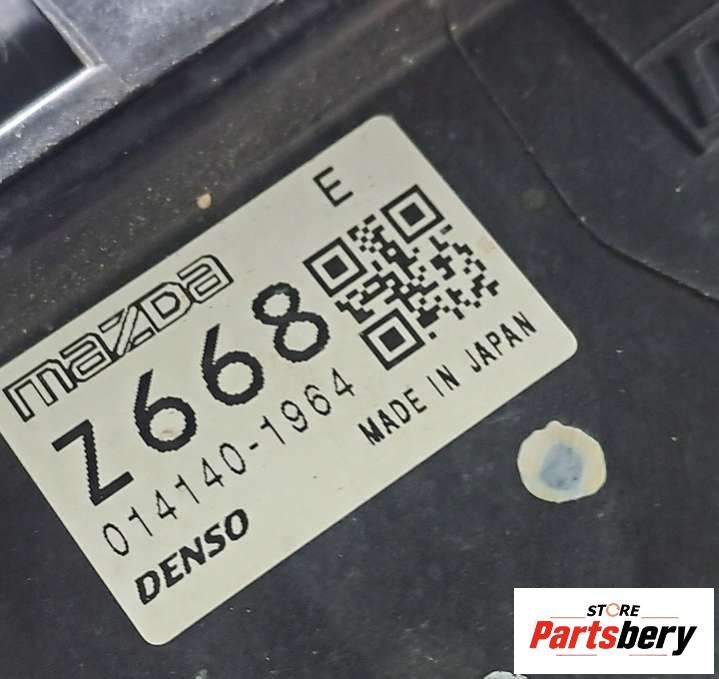 E
mazda
Z668
014140-1964
MADE IN JAPAN
DENSO
STORE
Partsbery